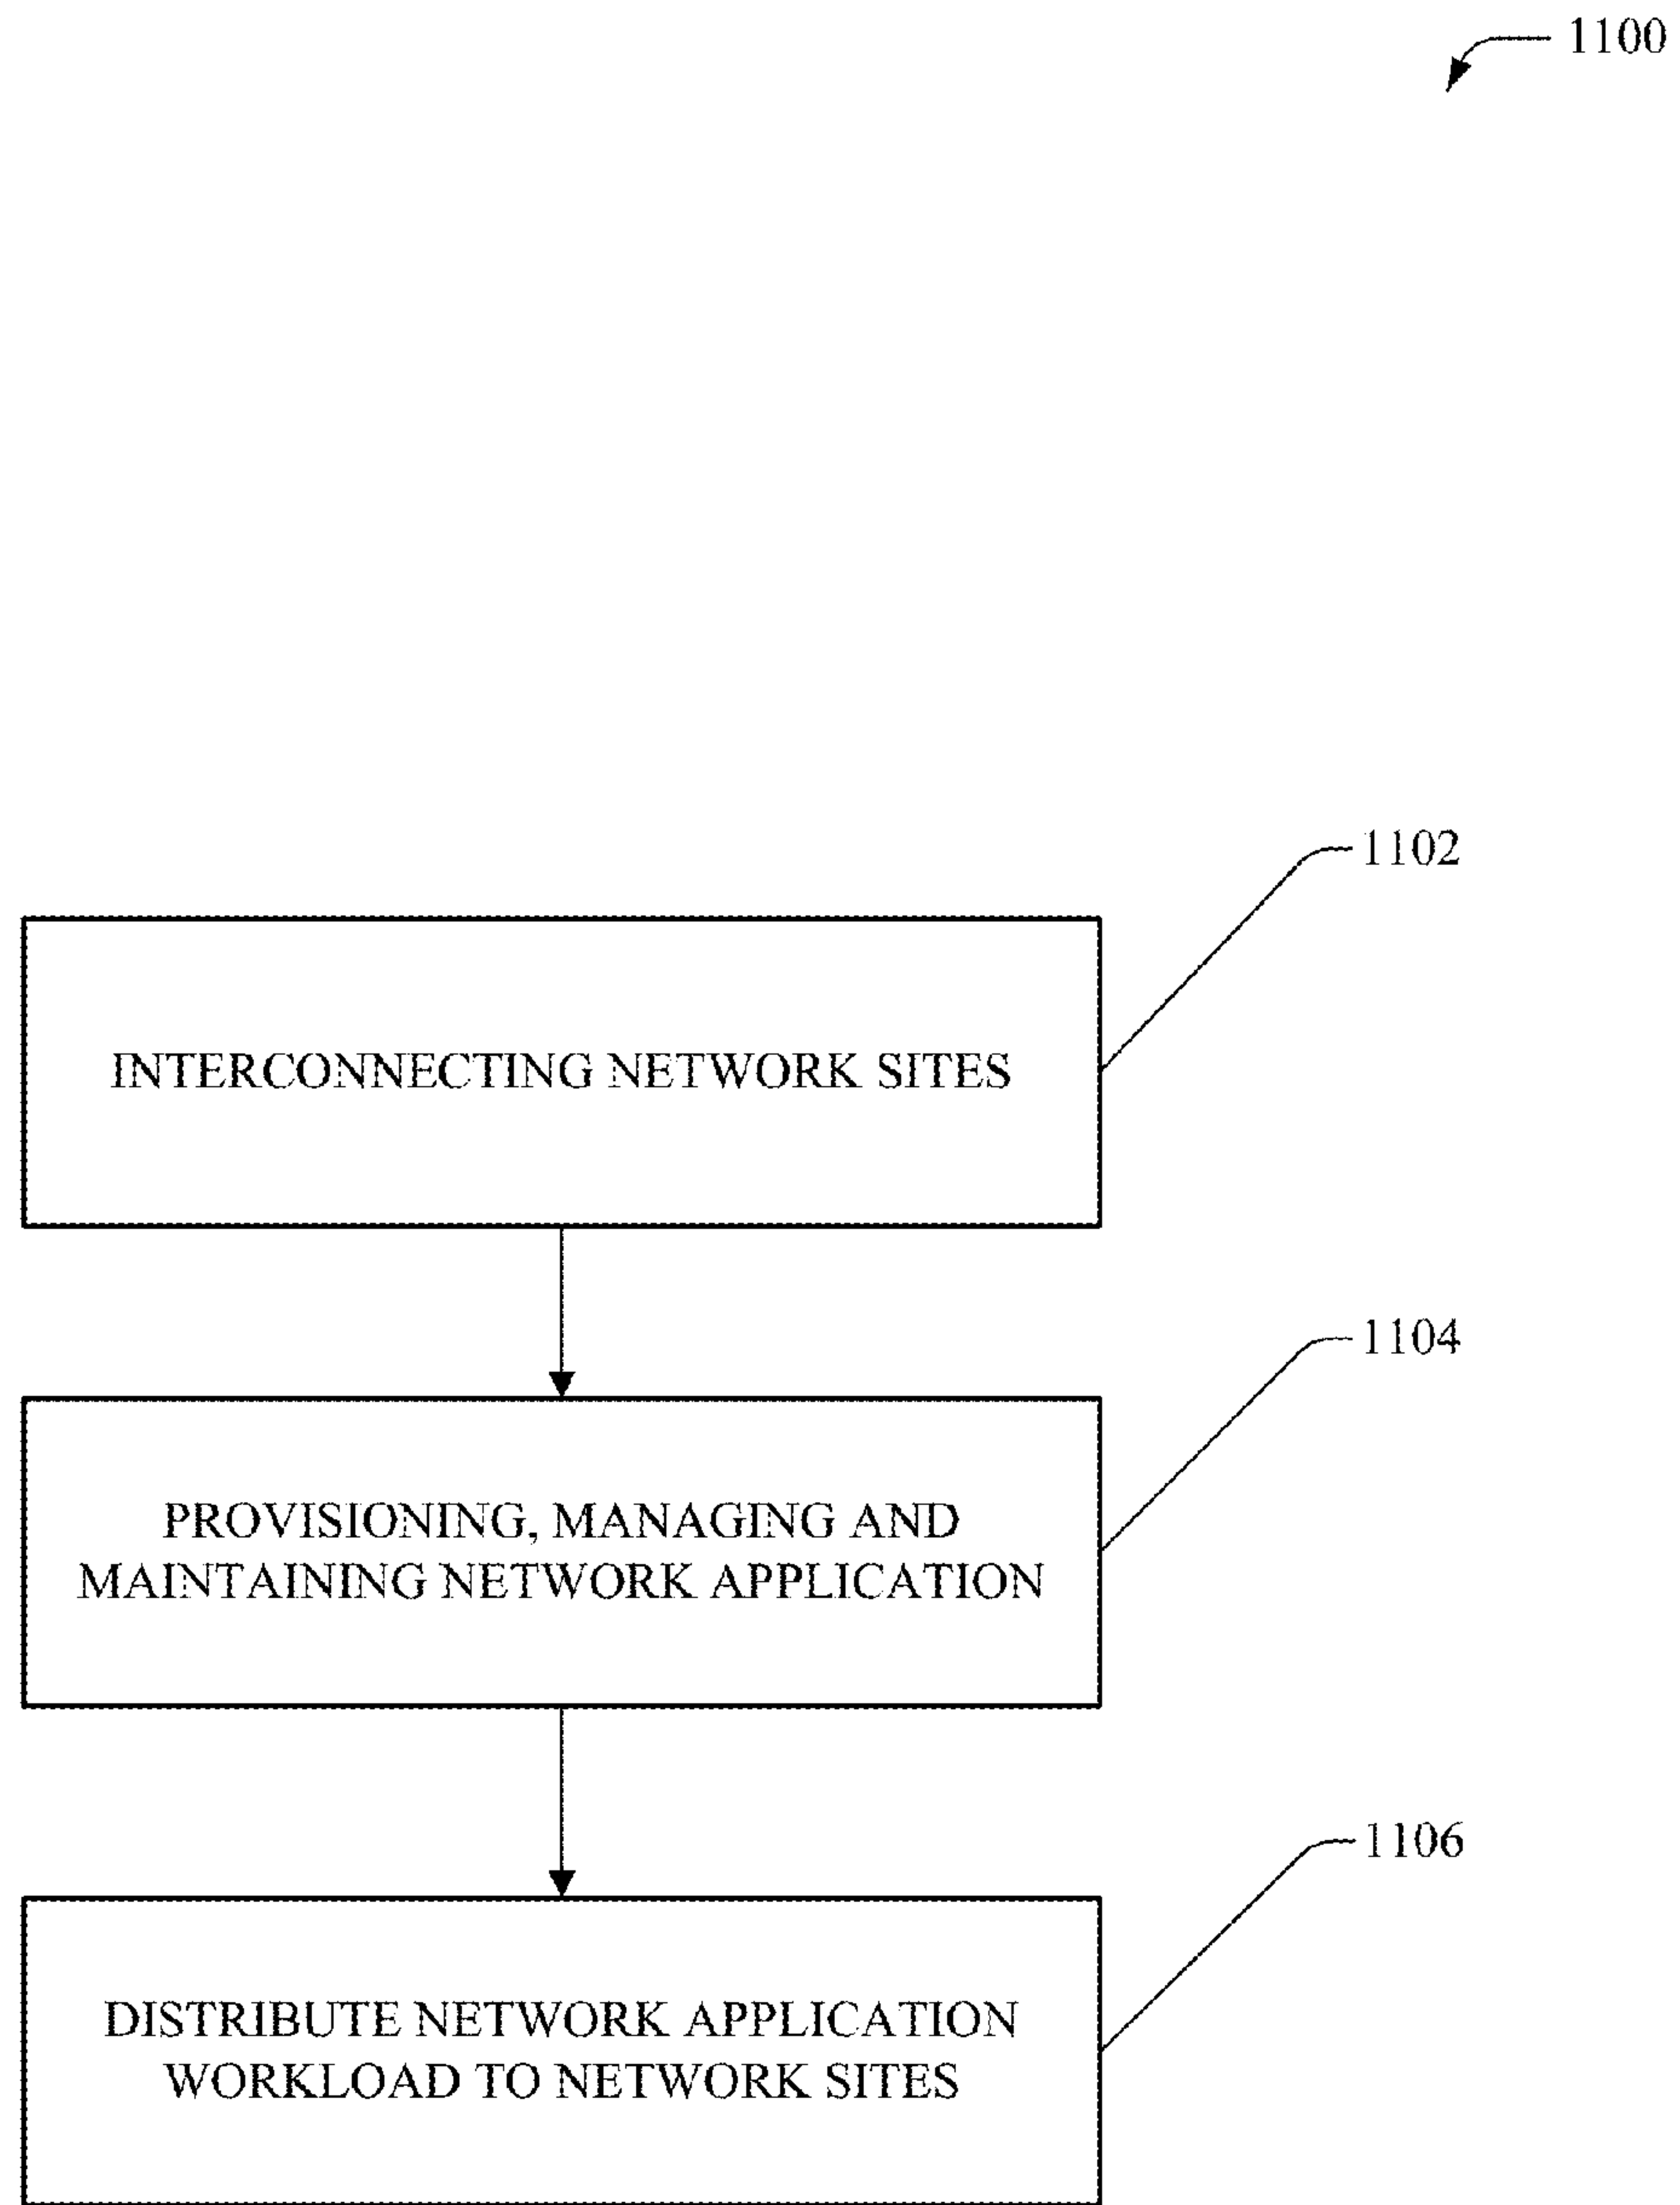 1100
1102
INTERCONNECTING NETWORK SITES
1104
PROVISIONING, MANAGING AND
MAINTAINING NETWORK APPLICATION
1106
DISTRIBUTE NETWORK APPLICATION
WORKLOAD TO NETWORK SITES